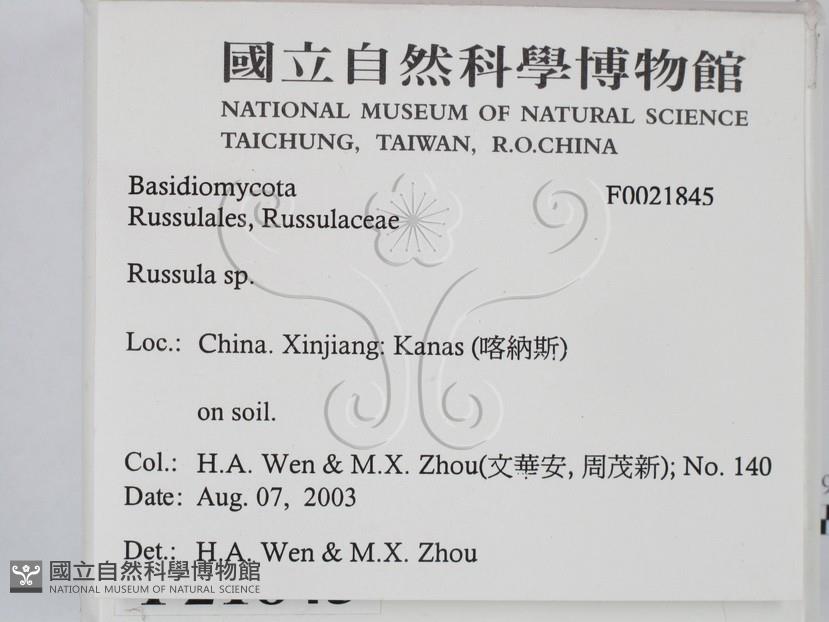 國立自然科學博物館
NATIONAL MUSEUM OF NATURAL SCIENCE
TAICHUNG, TAIWAN, R.O.CHINA
Basidiomycota F0021845
Russulales, Russulaceae
Russula sp.
Loc.: China. Xinjiang: Kanas (喀納斯)
on soil.
Col.: H.A. Wen & M.X. Zhou(文華安, 周茂新); No. 140
Date: Aug. 07, 2003
Det.: H.A. Wen & M.X. Zhou
國立自然科學博物館
NATIONAL MUSEUM OF NATURAL SCIENCE